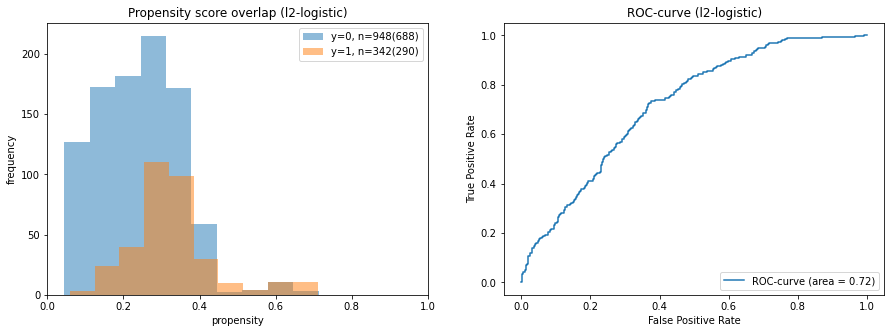 Propensity score overlap (l2-logistic)
y=0, n=948(688)
y=1, n=342(290)
frequency
200
150
100
50
0
0.0 0.2 0.4 0.6 0.8 1.0
propensity
ROC-curve (l2-logistic)
True Positive Rate
1.0
0.8
0.6
0.4
0.2
0.0
ROC-curve (area = 0.72)
0.0 0.2 0.4 0.6 0.8 1.0
False Positive Rate